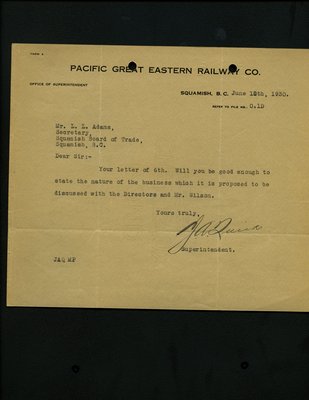 FORM A
PACIFIC GREAT EASTERN RAILWAY CO.
OFFICE OF SUPERINTENDENT
SQUAMISH, B. C. June 12th, 1930.
REFER TO FILE NO. C.1D
Mr. L. L. Adams,
Secretary,
Squamish Board of Trade,
Squamish, B.C.
Dear Sir:-
Your letter of 6th. Will you be good enough to
state the nature of the business which it is proposed to be
discussed with the Directors and Mr. Wilson.
Yours truly,
Superintendent.
JAQ MP